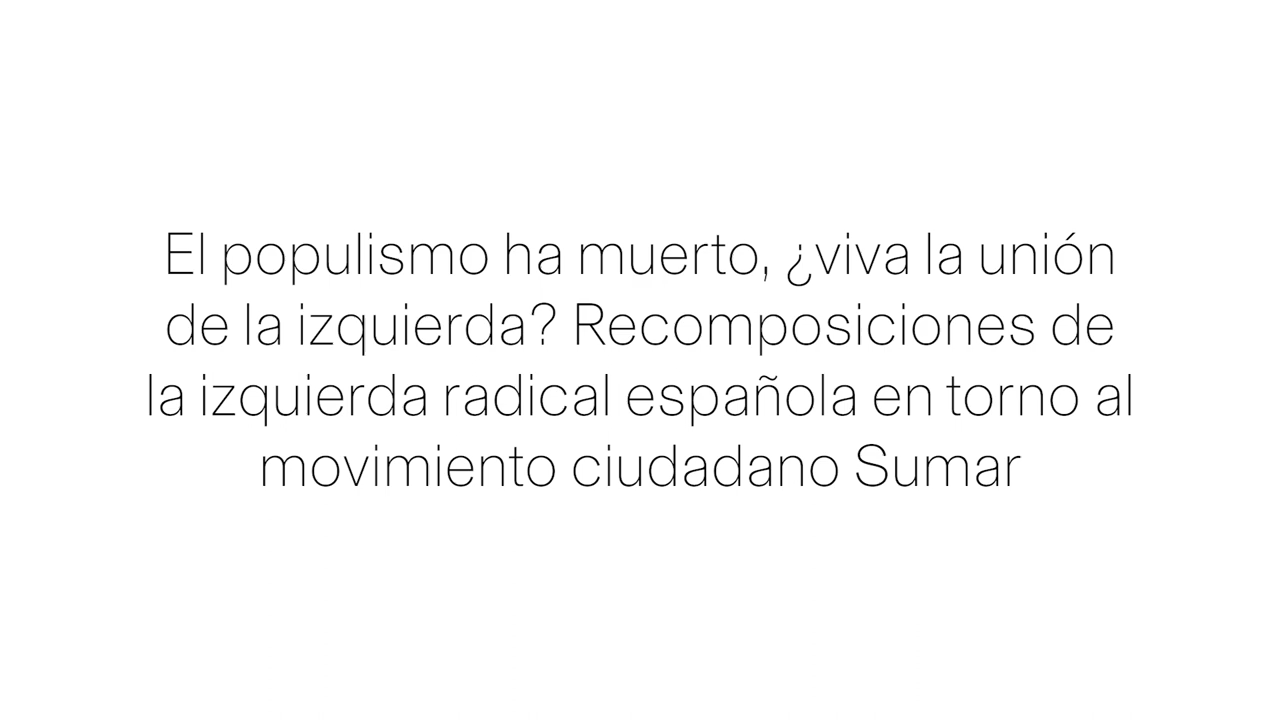 El populismo ha muerto, ¿viva la unión
de la izquierda? Recomposiciones de
la izquierda radical española en torno al
movimiento ciudadano Sumar